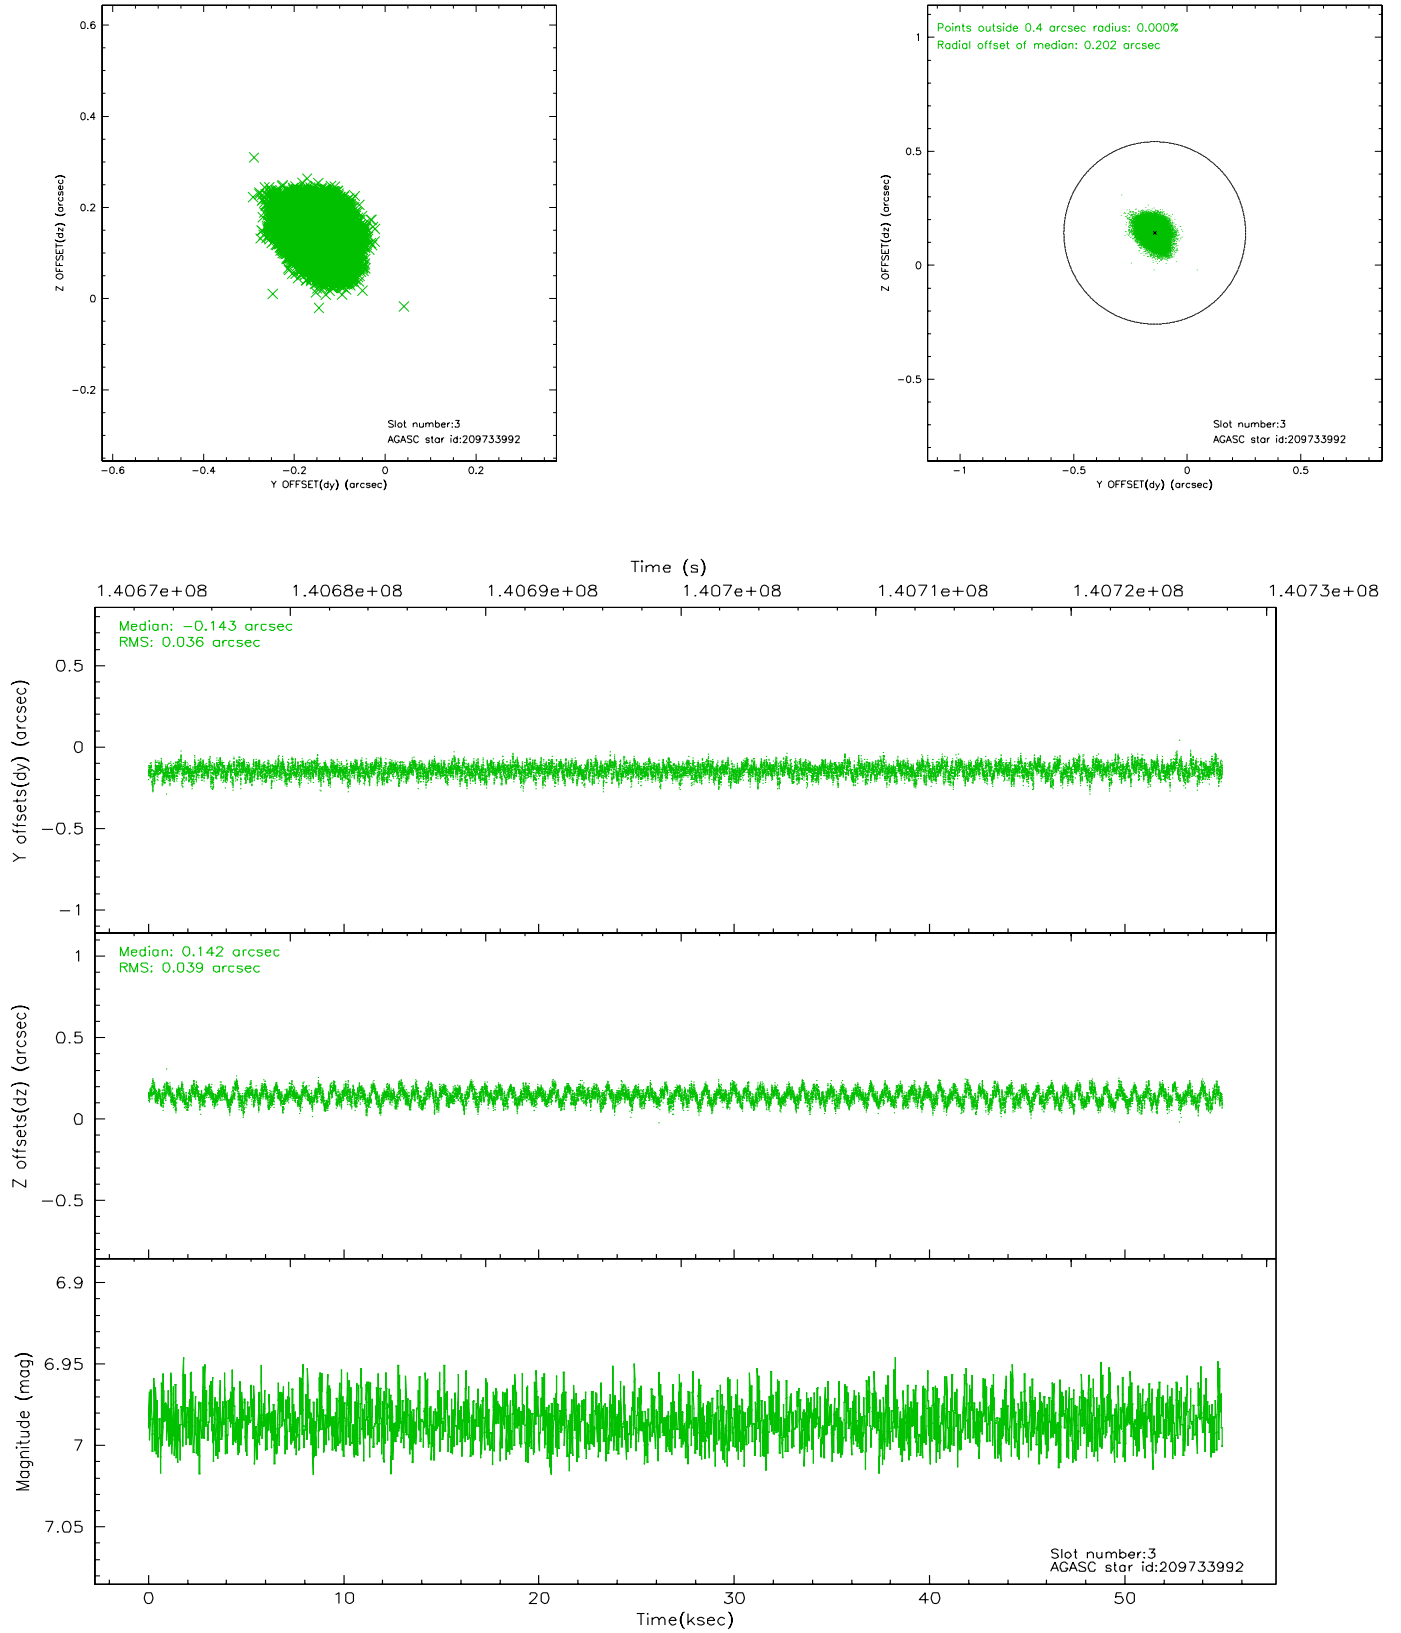 0.6
0.4
0.2
0
−0.2
Z OFFSET(dz) (arcsec)
−0.6 −0.4 −0.2 0 0.2
Y OFFSET(dy) (arcsec)
Slot number:3
AGASC star id:209733992
Points outside 0.4 arcsec radius: 0.000%
Radial offset of median: 0.202 arcsec
1
0.5
0
−0.5
Z OFFSET(dz) (arcsec)
−1 −0.5 0 0.5
Y OFFSET(dy) (arcsec)
Slot number:3
AGASC star id:209733992
Time (s)
1.4067e+08 1.4068e+08 1.4069e+08 1.407e+08 1.4071e+08 1.4072e+08 1.4073e+08
Median: −0.143 arcsec
RMS: 0.036 arcsec
0.5
0
−0.5
−1
Y offsets(dy) (arcsec)
Median: 0.142 arcsec
RMS: 0.039 arcsec
1
0.5
0
−0.5
Z offsets(dz) (arcsec)
6.9
6.95
7
7.05
Magnitude (mag)
Slot number:3
AGASC star id:209733992
0 10 20 30 40 50
Time(ksec)